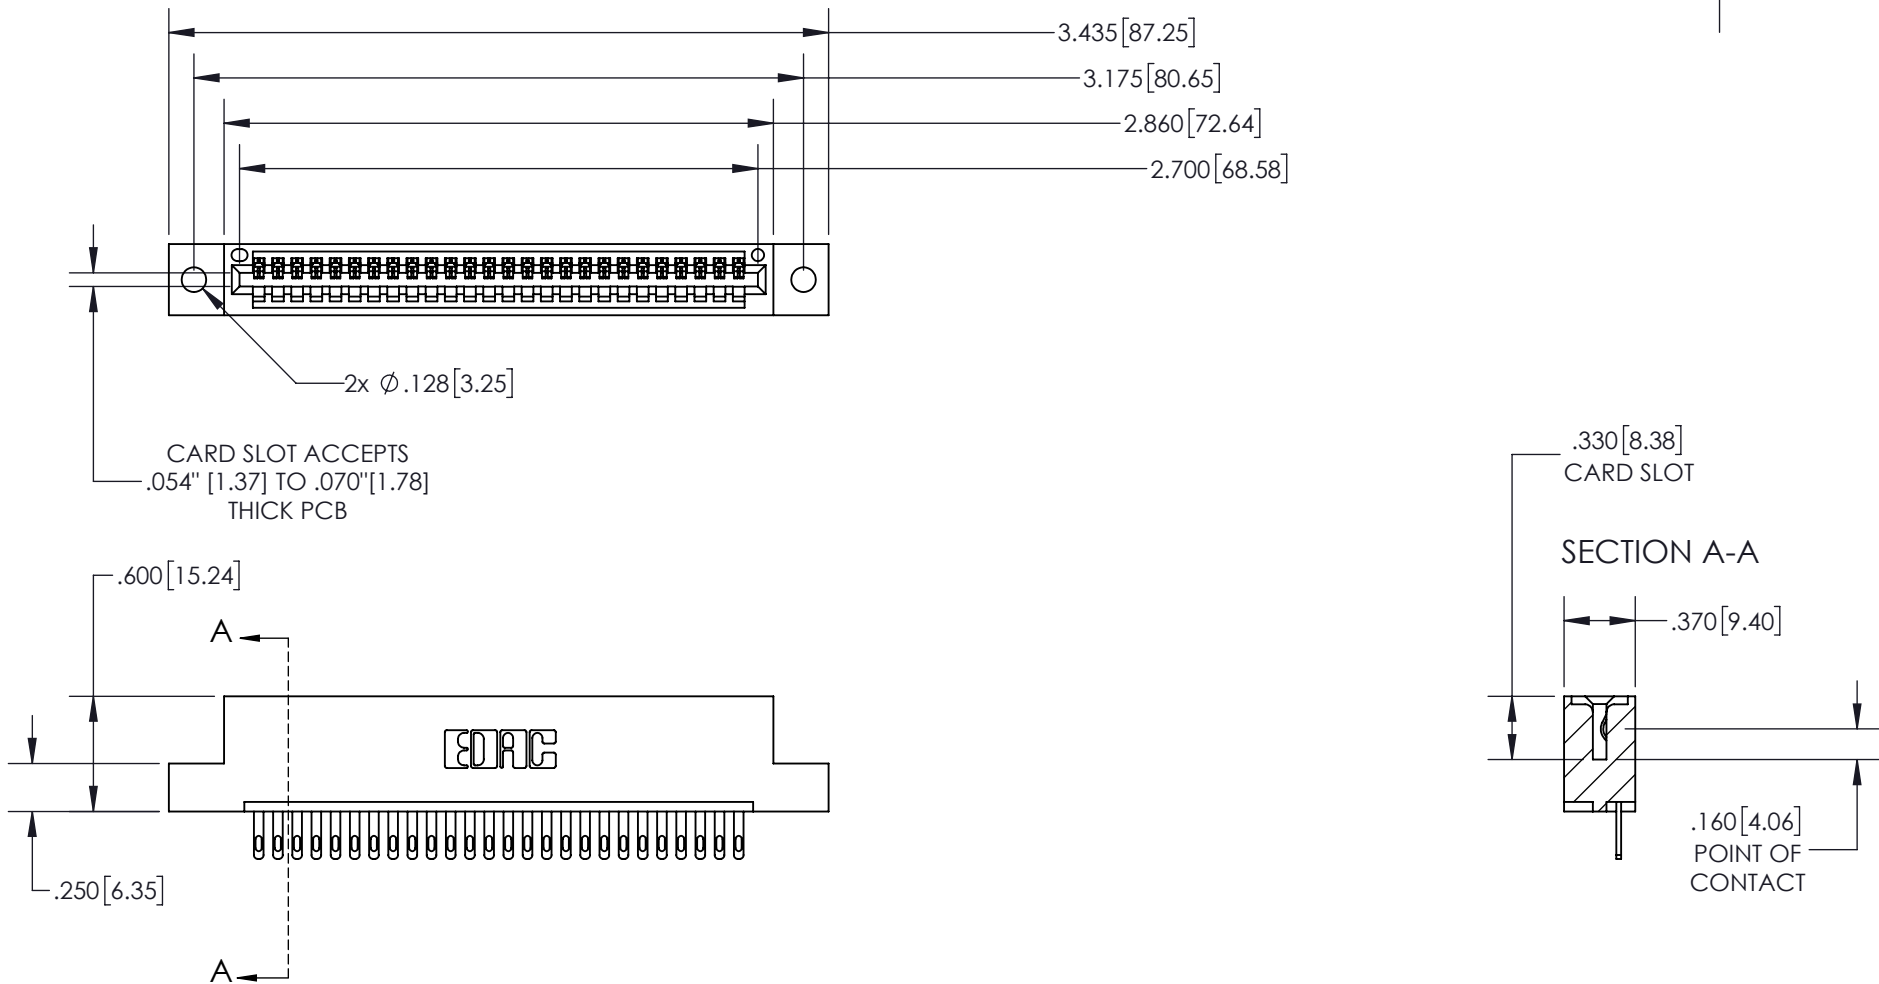 3.435[87.25]
3.175[80.65]
2.860[72.64]
2.700[68.58]
2x ∅.128[3.25]
CARD SLOT ACCEPTS
.054" [1.37] TO .070"[1.78]
THICK PCB
.330[8.38]
CARD SLOT
SECTION A-A
.600[15.24]
.370[9.40]
A
EDAC
.160[4.06]
POINT OF
CONTACT
.250[6.35]
A